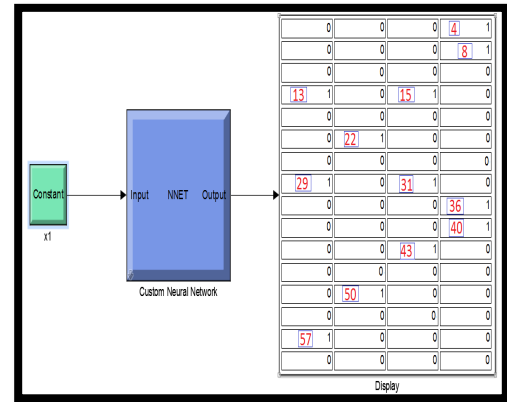 0 0 0 4 1
0 0 0 8 1
0 0 0 0
13 1 0 15 1 0
0 0 0 0
0 22 1 0 0
0 0 0 0
29 1 0 31 1 0
0 0 0 36 1
0 0 0 40 1
0 0 43 1 0
0 0 0 0
0 50 1 0 0
0 0 0 0
57 1 0 0 0
0 0 0 0
Constant
x1
Input NNET Output
Custom Neural Network
Display